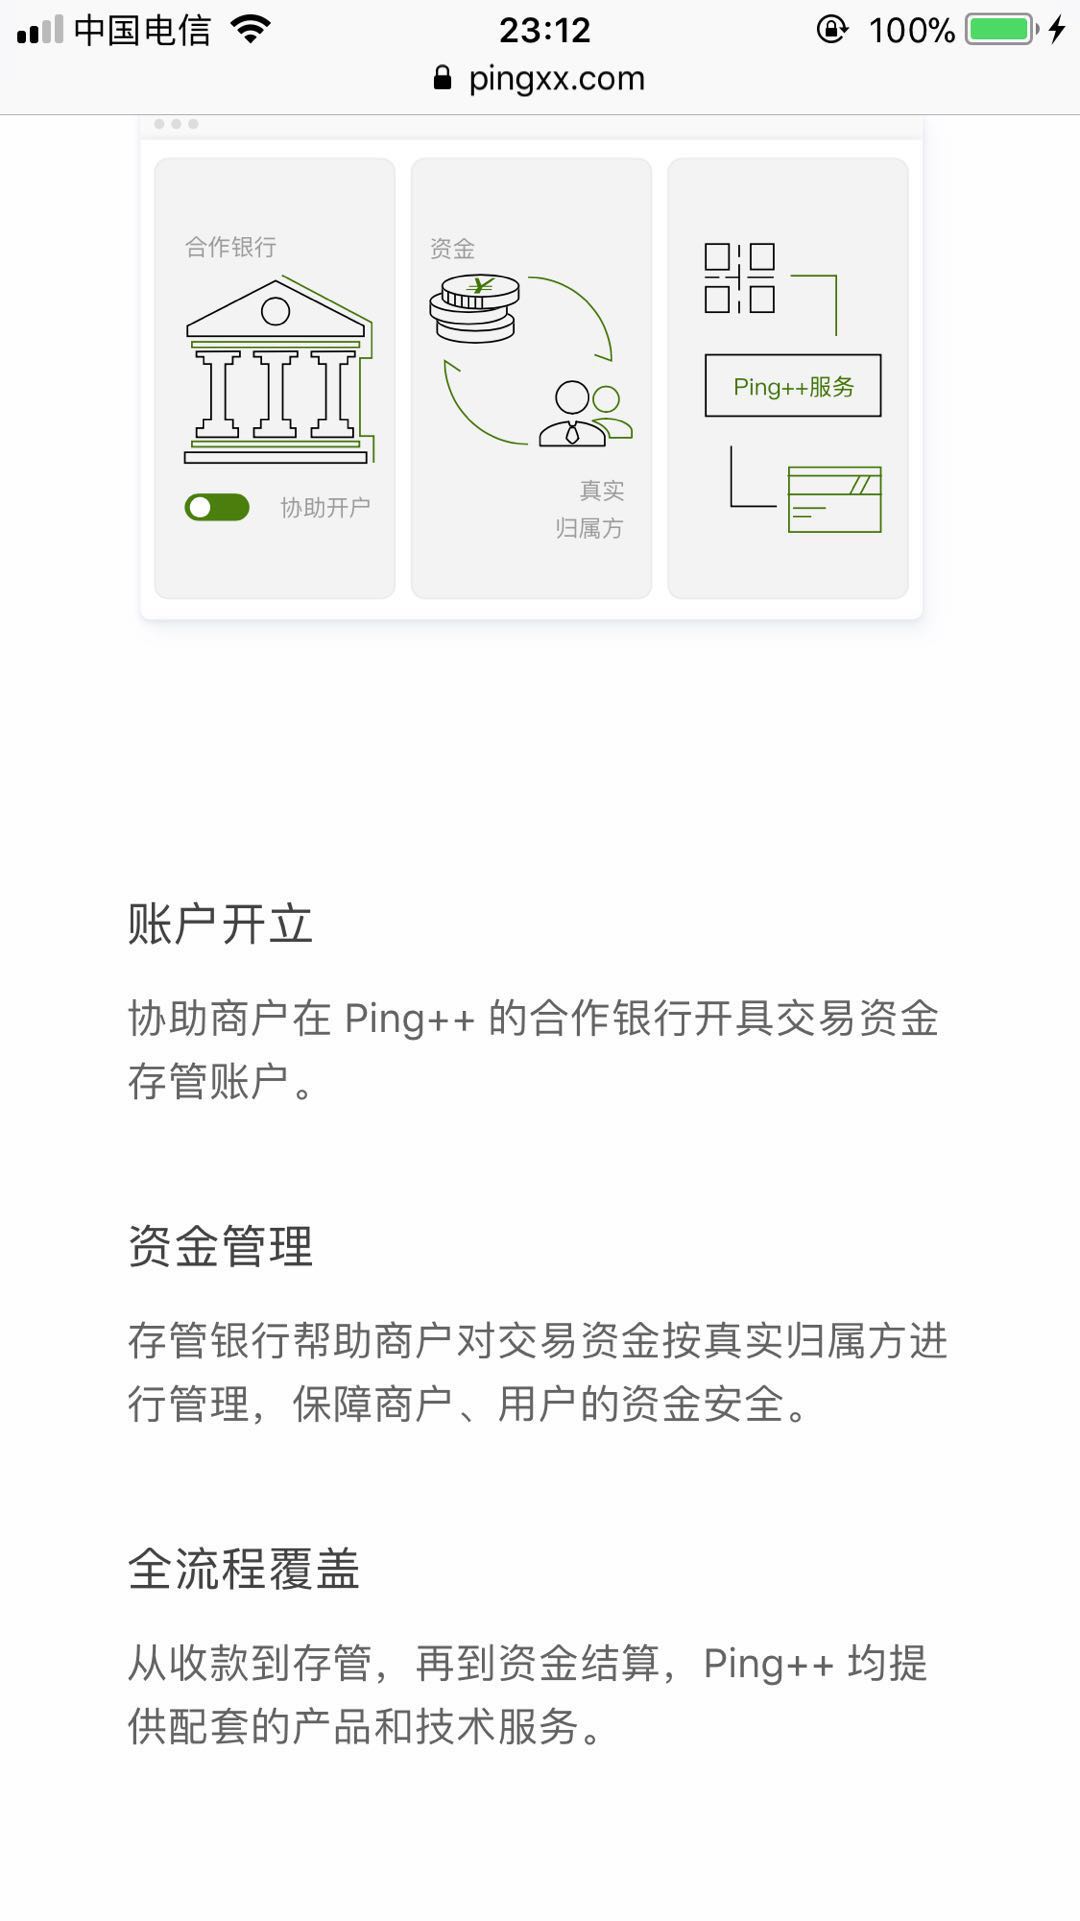 中国电信
23:12
100%
pingxx.com
合作银行
协助开户
资金
¥
真实
归属方
Ping++服务
账户开立
协助商户在 Ping++ 的合作银行开具交易资金
存管账户。
资金管理
存管银行帮助商户对交易资金按真实归属方进
行管理，保障商户、用户的资金安全。
全流程覆盖
从收款到存管，再到资金结算，Ping++ 均提
供配套的产品和技术服务。